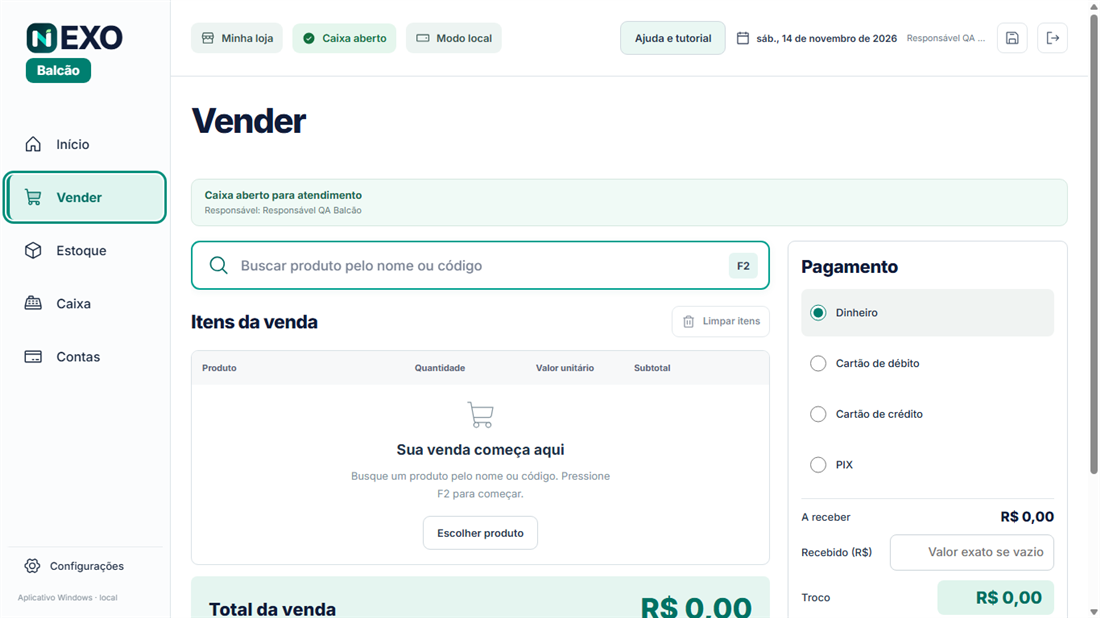 NEXO
Balcão
Início
Vender
Estoque
Caixa
Contas
Configurações
Aplicativo Windows · local
Minha loja
Caixa aberto
Modo local
Ajuda e tutorial
sáb., 14 de novembro de 2026
Responsável QA ...
Vender
Caixa aberto para atendimento
Responsável: Responsável QA Balcão
Buscar produto pelo nome ou código
F2
Itens da venda
Limpar itens
Produto Quantidade Valor unitário Subtotal
Sua venda começa aqui
Busque um produto pelo nome ou código. Pressione
F2 para começar.
Escolher produto
Total da venda R$ 0,00
Pagamento
Dinheiro
Cartão de débito
Cartão de crédito
PIX
A receber R$ 0,00
Recebido (R$) Valor exato se vazio
Troco R$ 0,00